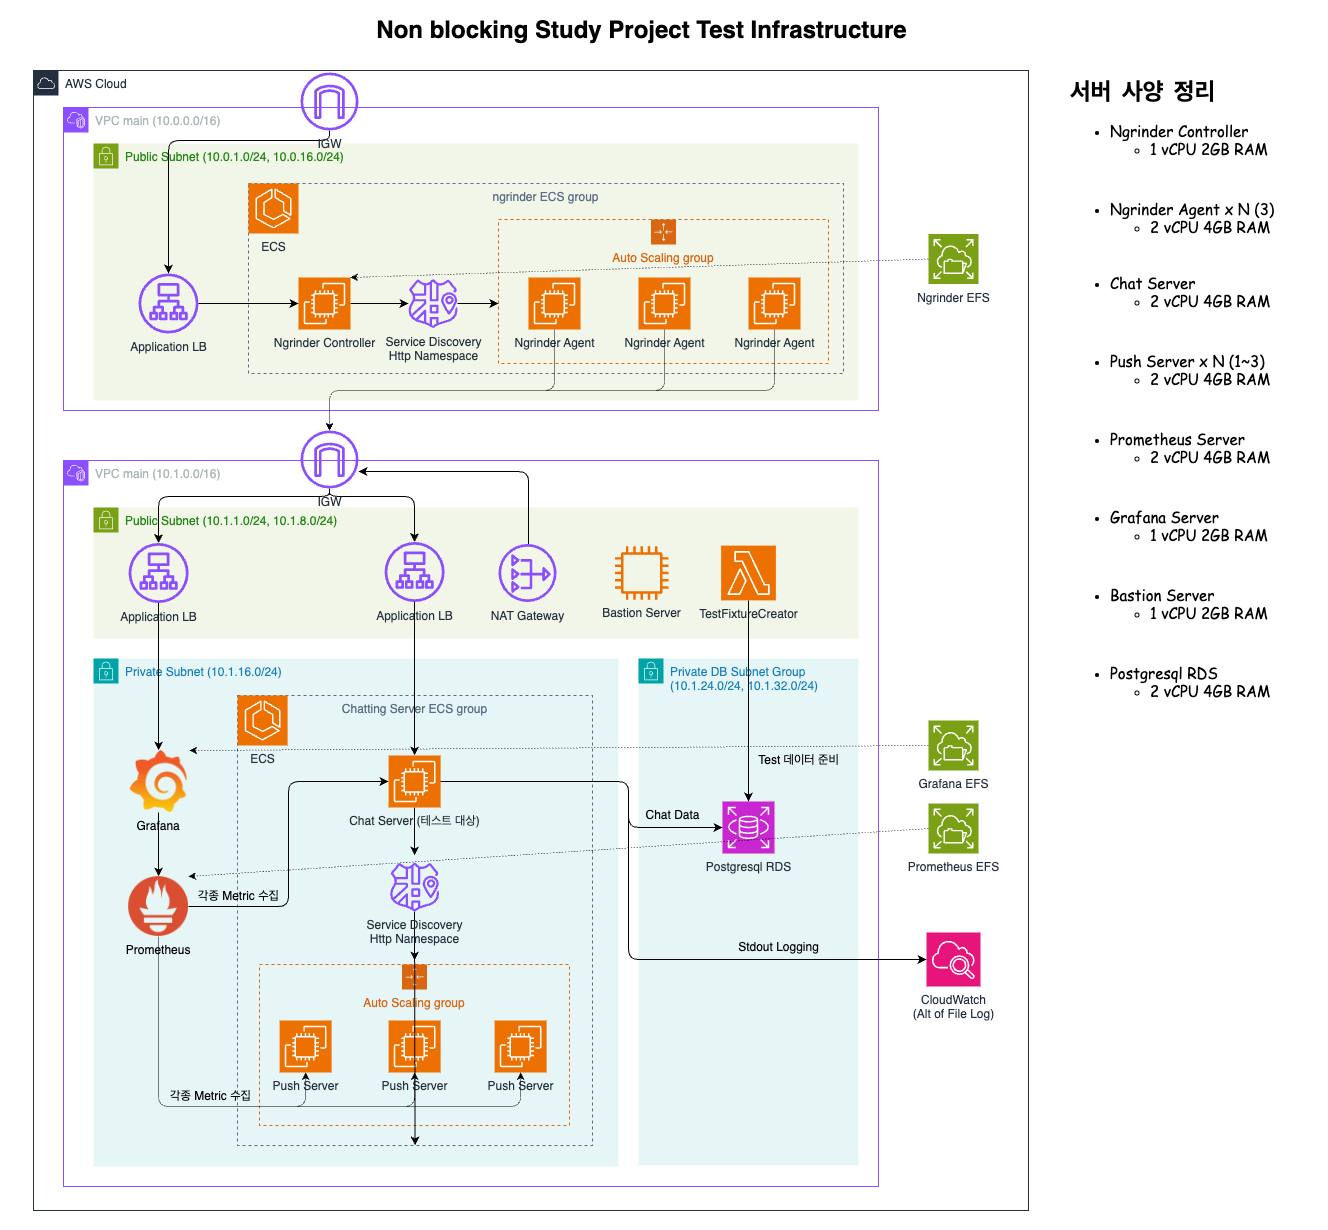 Non blocking Study Project Test Infrastructure
AWS Cloud
IGW
VPC main (10.0.0.0/16)
Public Subnet (10.0.1.0/24, 10.0.16.0/24)
ngrinder ECS group
ECS
Auto Scaling group
Application LB
Ngrinder Controller
Service Discovery
Http Namespace
Ngrinder Agent
Ngrinder Agent
Ngrinder Agent
Ngrinder EFS
VPC main (10.1.0.0/16)
IGW
Public Subnet (10.1.1.0/24, 10.1.8.0/24)
Application LB
Application LB
NAT Gateway
Bastion Server
TestFixtureCreator
Private Subnet (10.1.16.0/24)
Private DB Subnet Group
(10.1.24.0/24, 10.1.32.0/24)
Chatting Server ECS group
ECS
Test 데이터 준비
Grafana EFS
Grafana
Chat Server (테스트 대상)
Chat Data
Postgresql RDS
Prometheus EFS
각종 Metric 수집
Prometheus
Service Discovery
Http Namespace
Stdout Logging
CloudWatch
(Alt of File Log)
Auto Scaling group
Push Server
Push Server
Push Server
각종 Metric 수집
서버 사양 정리
Ngrinder Controller
1 vCPU 2GB RAM
Ngrinder Agent x N (3)
2 vCPU 4GB RAM
Chat Server
2 vCPU 4GB RAM
Push Server x N (1~3)
2 vCPU 4GB RAM
Prometheus Server
2 vCPU 4GB RAM
Grafana Server
1 vCPU 2GB RAM
Bastion Server
1 vCPU 2GB RAM
Postgresql RDS
2 vCPU 4GB RAM